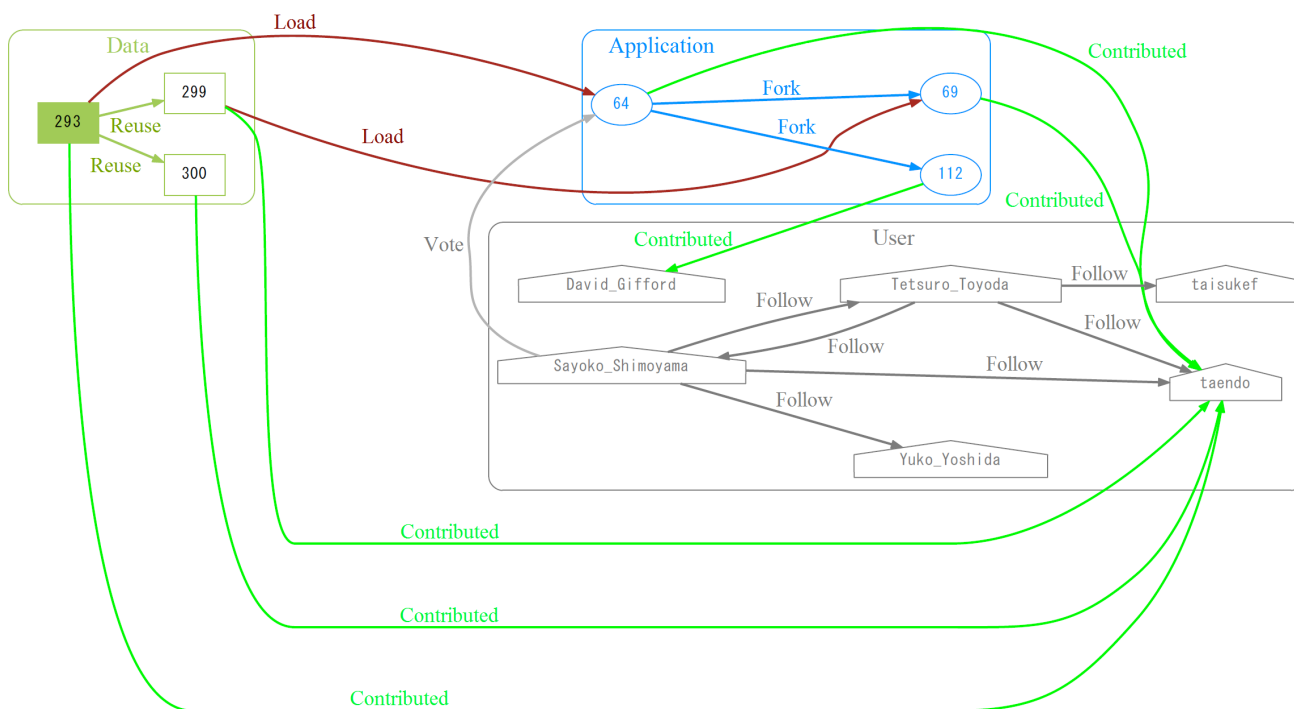 Load
Data
Application
Contributed
299
64
Fork
69
293
Reuse
Load
Fork
Reuse
300
112
Contributed
Contributed
Vote
User
David_Gifford
Tetsuro_Toyoda
Follow
taisukef
Follow
Follow
Follow
Sayoko_Shimoyama
Follow
taendo
Follow
Yuko_Yoshida
Contributed
Contributed
Contributed